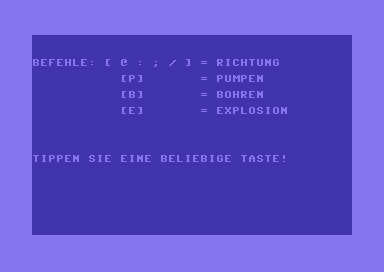 BEFEHLE: [ @ : ; / ] = RICHTUNG
[P] = PUMPEN
[B] = BOHREN
[E] = EXPLOSION
TIPPEN SIE EINE BELIEBIGE TASTE!